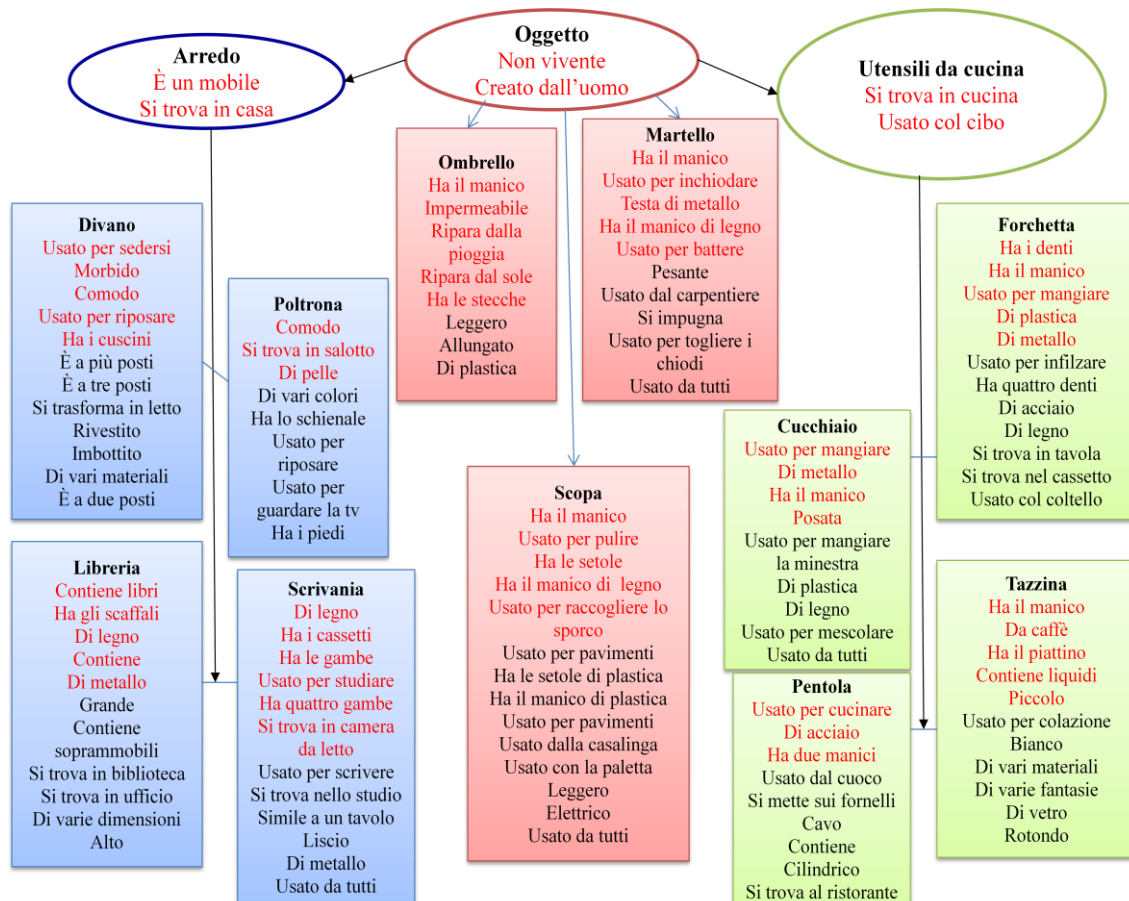 Arredo
È un mobile
Si trova in casa
Oggetto
Non vivente
Creato dall'uomo
Utensili da cucina
Si trova in cucina
Usato col cibo
Ombrello
Ha il manico
Impermeabile
Ripara dalla
pioggia
Ripara dal sole
Ha le stecche
Leggero
Allungato
Di plastica
Martello
Ha il manico
Usato per inchiodare
Testa di metallo
Ha il manico di legno
Usato per battere
Pesante
Usato dal carpentiere
Si impugna
Usato per togliere i
chiodi
Usato da tutti
Divano
Usato per sedersi
Morbido
Comodo
Usato per riposare
Ha i cuscini
È a più posti
È a tre posti
Si trasforma in letto
Rivestito
Imbottito
Di vari materiali
È a due posti
Poltrona
Comodo
Si trova in salotto
Di pelle
Di vari colori
Ha lo schienale
Usato per
riposare
Usato per
guardare la tv
Ha i piedi
Forchetta
Ha i denti
Ha il manico
Usato per mangiare
Di plastica
Di metallo
Usato per infilzare
Ha quattro denti
Di acciaio
Di legno
Si trova in tavola
Si trova nel cassetto
Usato col coltello
Cucchiaio
Usato per mangiare
Di metallo
Ha il manico
Posata
Usato per mangiare
la minestra
Di plastica
Di legno
Usato per mescolare
Usato da tutti
Scopa
Ha il manico
Usato per pulire
Ha le setole
Ha il manico di legno
Usato per raccogliere lo
sporco
Usato per pavimenti
Ha le setole di plastica
Ha il manico di plastica
Usato per pavimenti
Usato dalla casalinga
Usato con la paletta
Leggero
Elettrico
Usato da tutti
Libreria
Contiene libri
Ha gli scaffali
Di legno
Contiene
Di metallo
Grande
Contiene
soprammobili
Si trova in biblioteca
Si trova in ufficio
Di varie dimensioni
Alto
Scrivania
Di legno
Ha i cassetti
Ha le gambe
Usato per studiare
Ha quattro gambe
Si trova in camera
da letto
Usato per scrivere
Si trova nello studio
Simile a un tavolo
Liscio
Di metallo
Usato da tutti
Pentola
Usato per cucinare
Di acciaio
Ha due manici
Usato dal cuoco
Si mette sui fornelli
Cavo
Contiene
Cilindrico
Si trova al ristorante
Tazzina
Ha il manico
Da caffè
Ha il piattino
Contiene liquidi
Piccolo
Usato per colazione
Bianco
Di vari materiali
Di varie fantasie
Di vetro
Rotondo